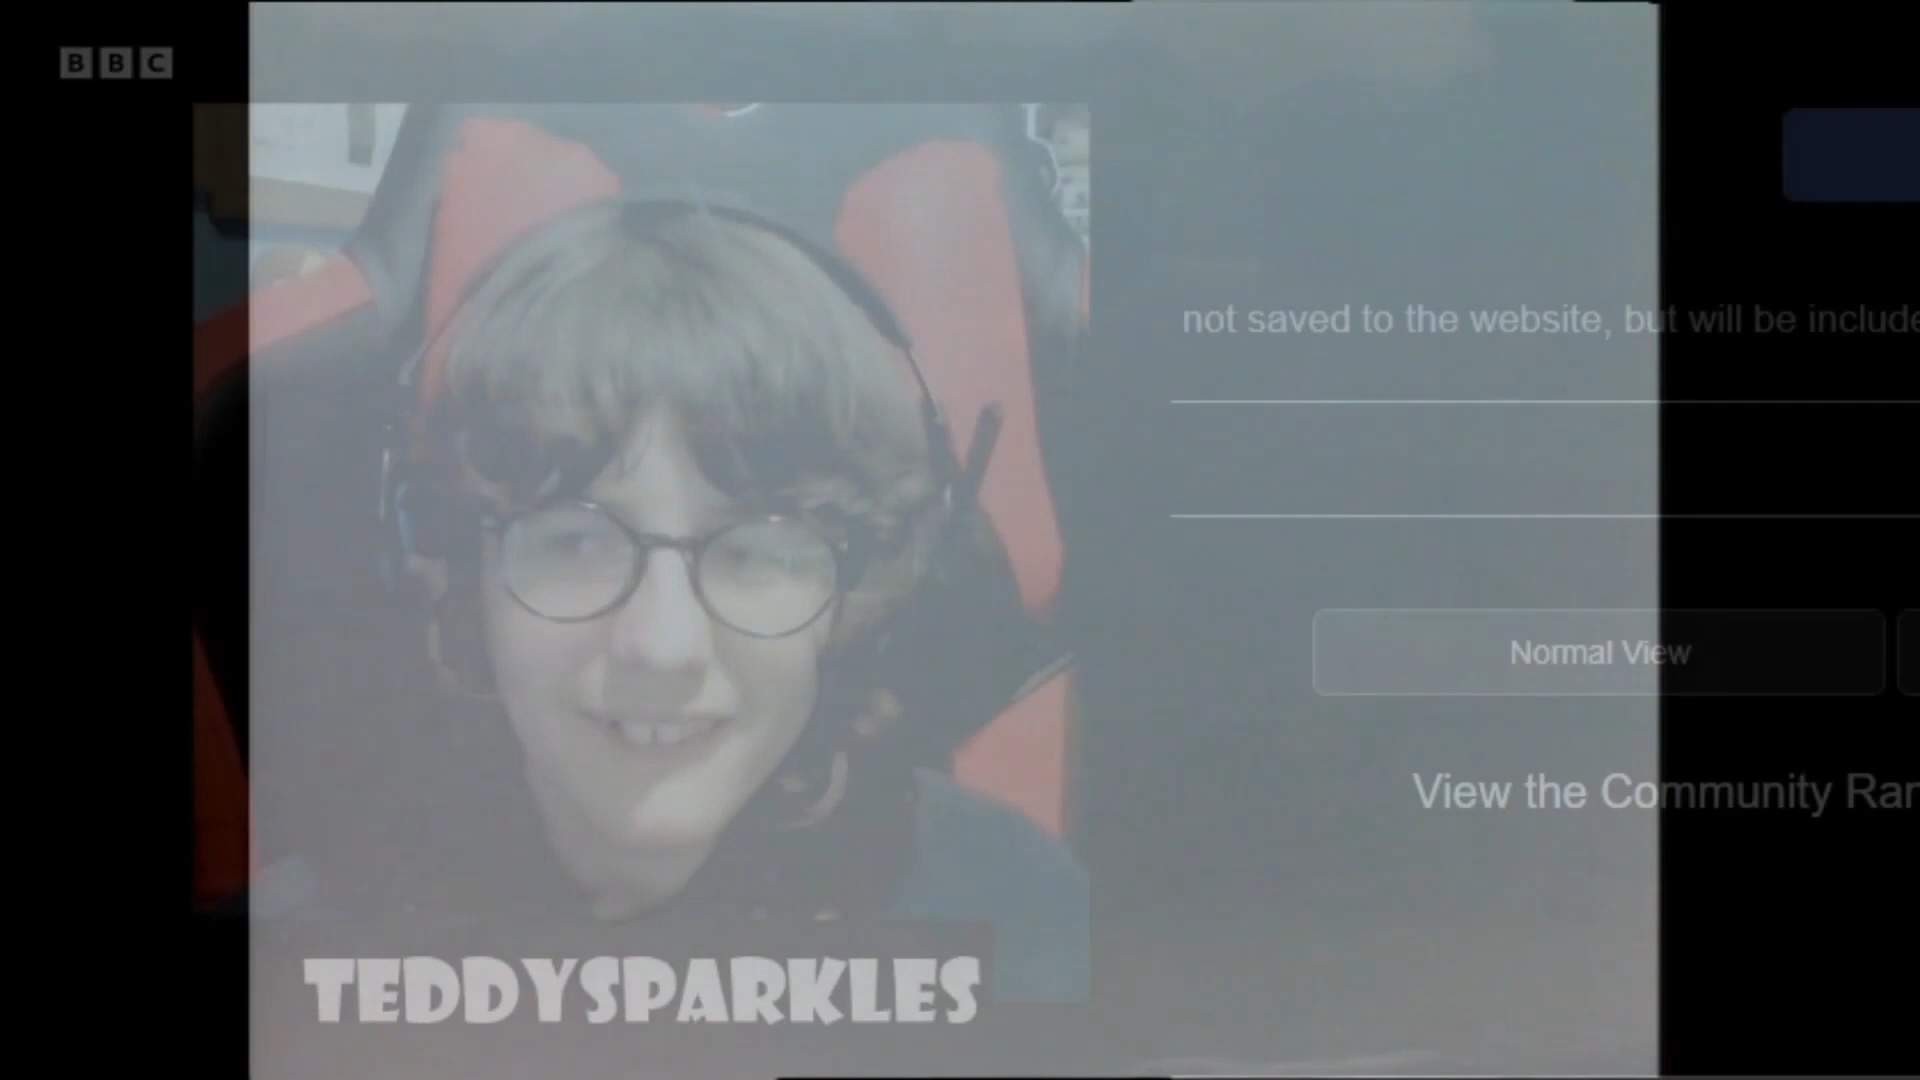 BBC
not saved to the website, but will be include
Normal View
View the Community Ran
TEDDYSPARKLES